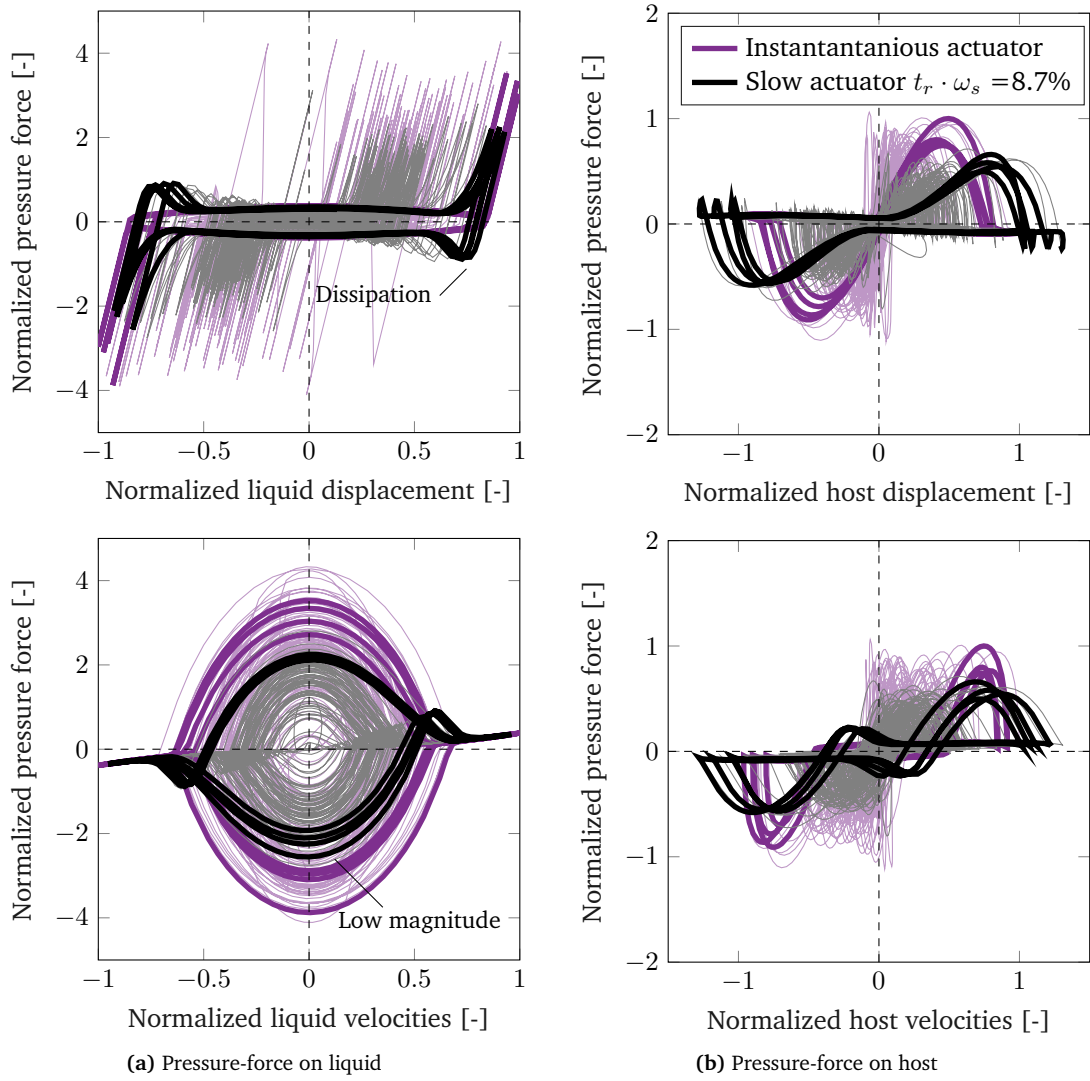 Normalized pressure force [-]
4
2
0
−2
−4
Dissipation
−1
−0.5
0
0.5
1
Normalized liquid displacement [-]
Normalized pressure force [-]
2
1
0
−1
−2
Instantantanious actuator
Slow actuator t_r · ω_s =8.7%
−1
0
1
Normalized host displacement [-]
Normalized pressure force [-]
4
2
0
−2
−4
Low magnitude
−1
−0.5
0
0.5
1
Normalized liquid velocities [-]
(a) Pressure-force on liquid
Normalized pressure force [-]
2
1
0
−1
−2
−1
0
1
Normalized host velocities [-]
(b) Pressure-force on host